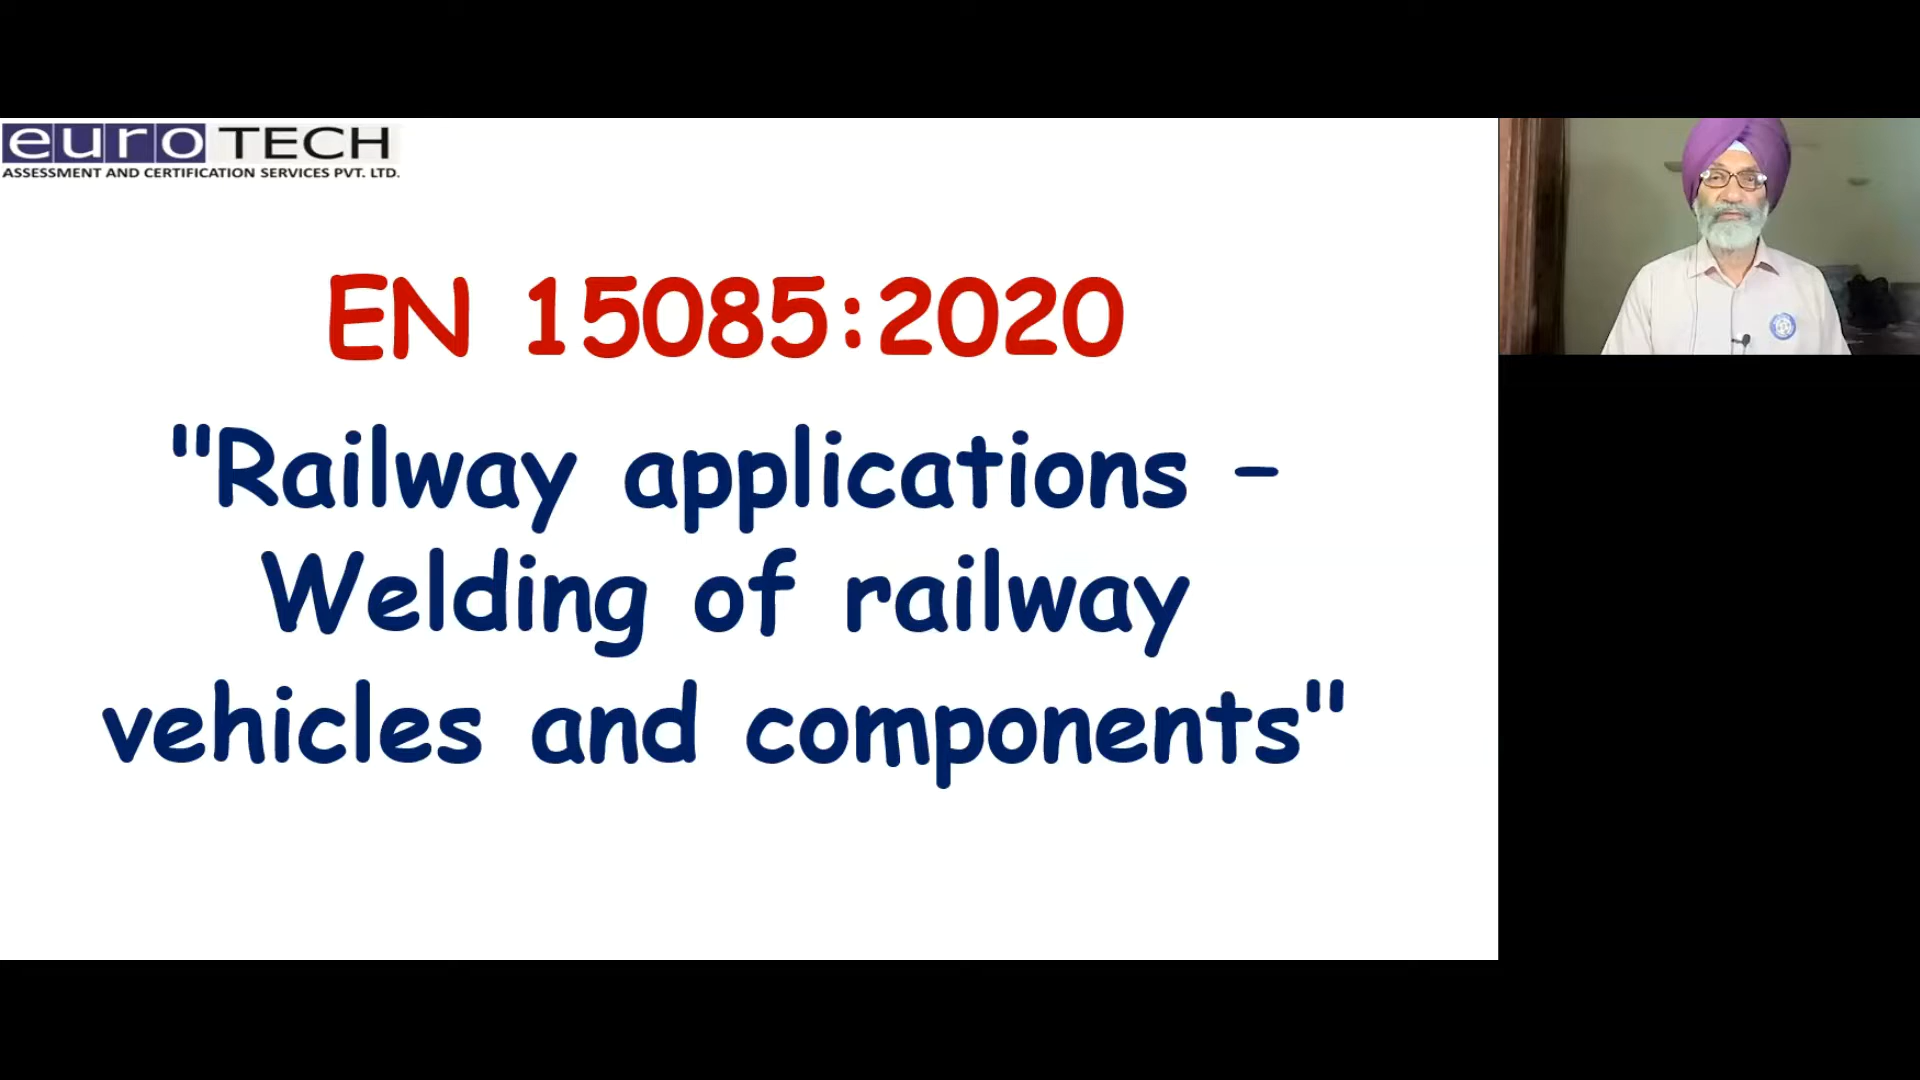 euro TECH
ASSESSMENT AND CERTIFICATION SERVICES PVT. LTD.
EN 15085:2020
"Railway applications –
Welding of railway
vehicles and components"